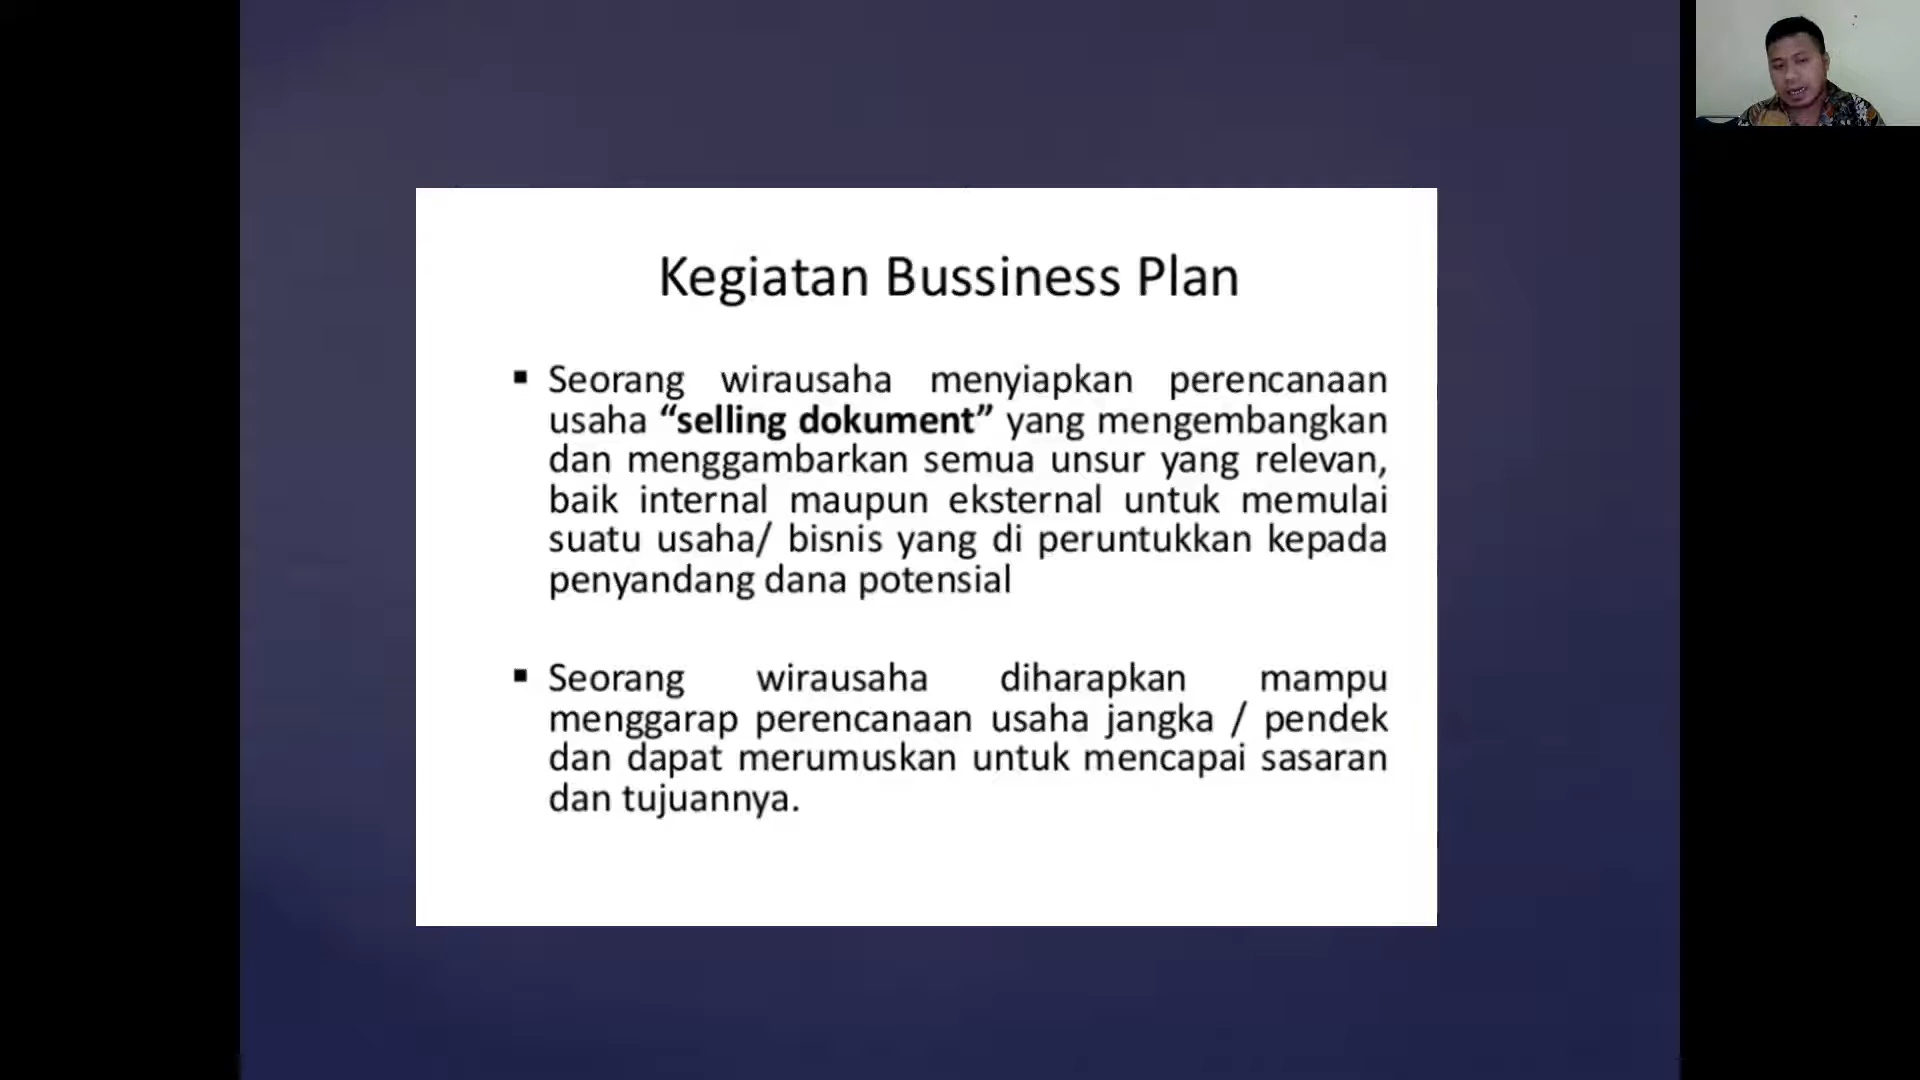 Kegiatan Bussiness Plan
▪ Seorang wirausaha menyiapkan perencanaan
usaha “selling dokument” yang mengembangkan
dan menggambarkan semua unsur yang relevan,
baik internal maupun eksternal untuk memulai
suatu usaha/ bisnis yang di peruntukkan kepada
penyandang dana potensial
▪ Seorang wirausaha diharapkan mampu
menggarap perencanaan usaha jangka / pendek
dan dapat merumuskan untuk mencapai sasaran
dan tujuannya.